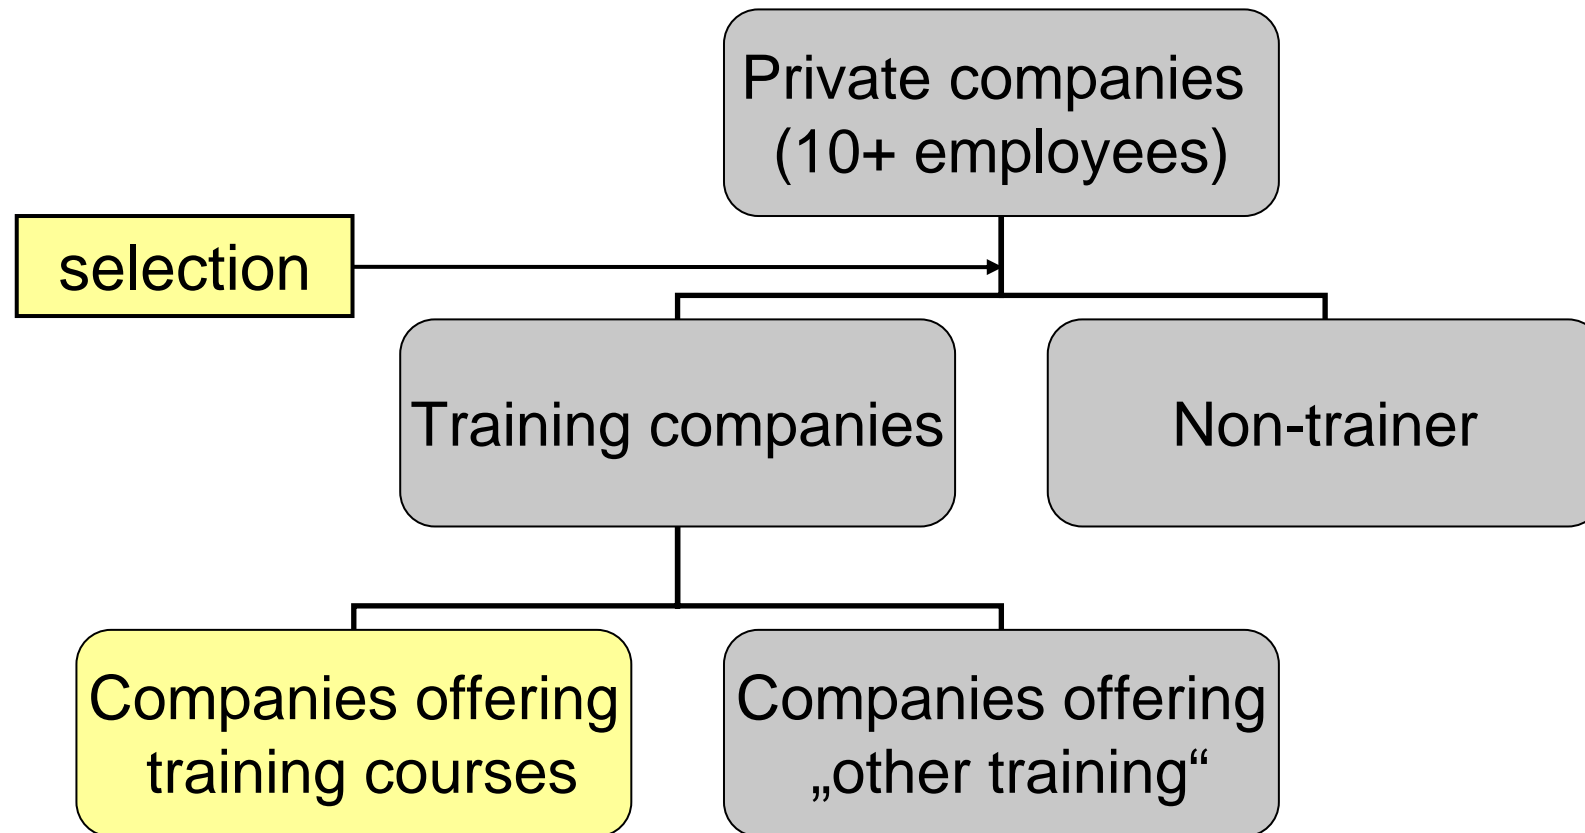 Private companies
(10+ employees)
selection
Training companies
Non-trainer
Companies offering
training courses
Companies offering
„other training“